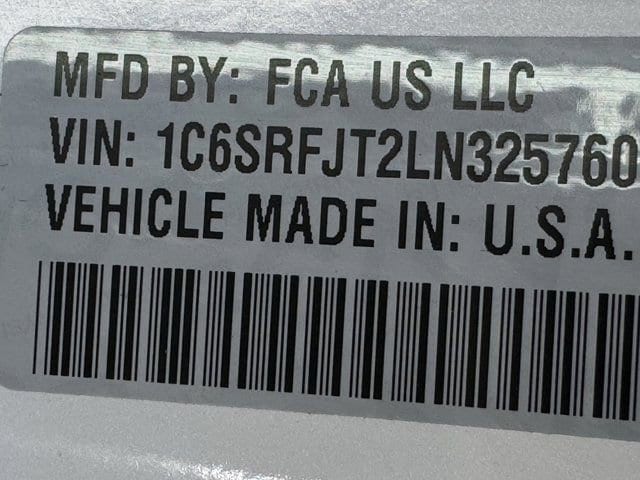 MFD BY: FCA US LLC
VIN: 1C6SRFJT2LN325760
VEHICLE MADE IN: U.S.A.